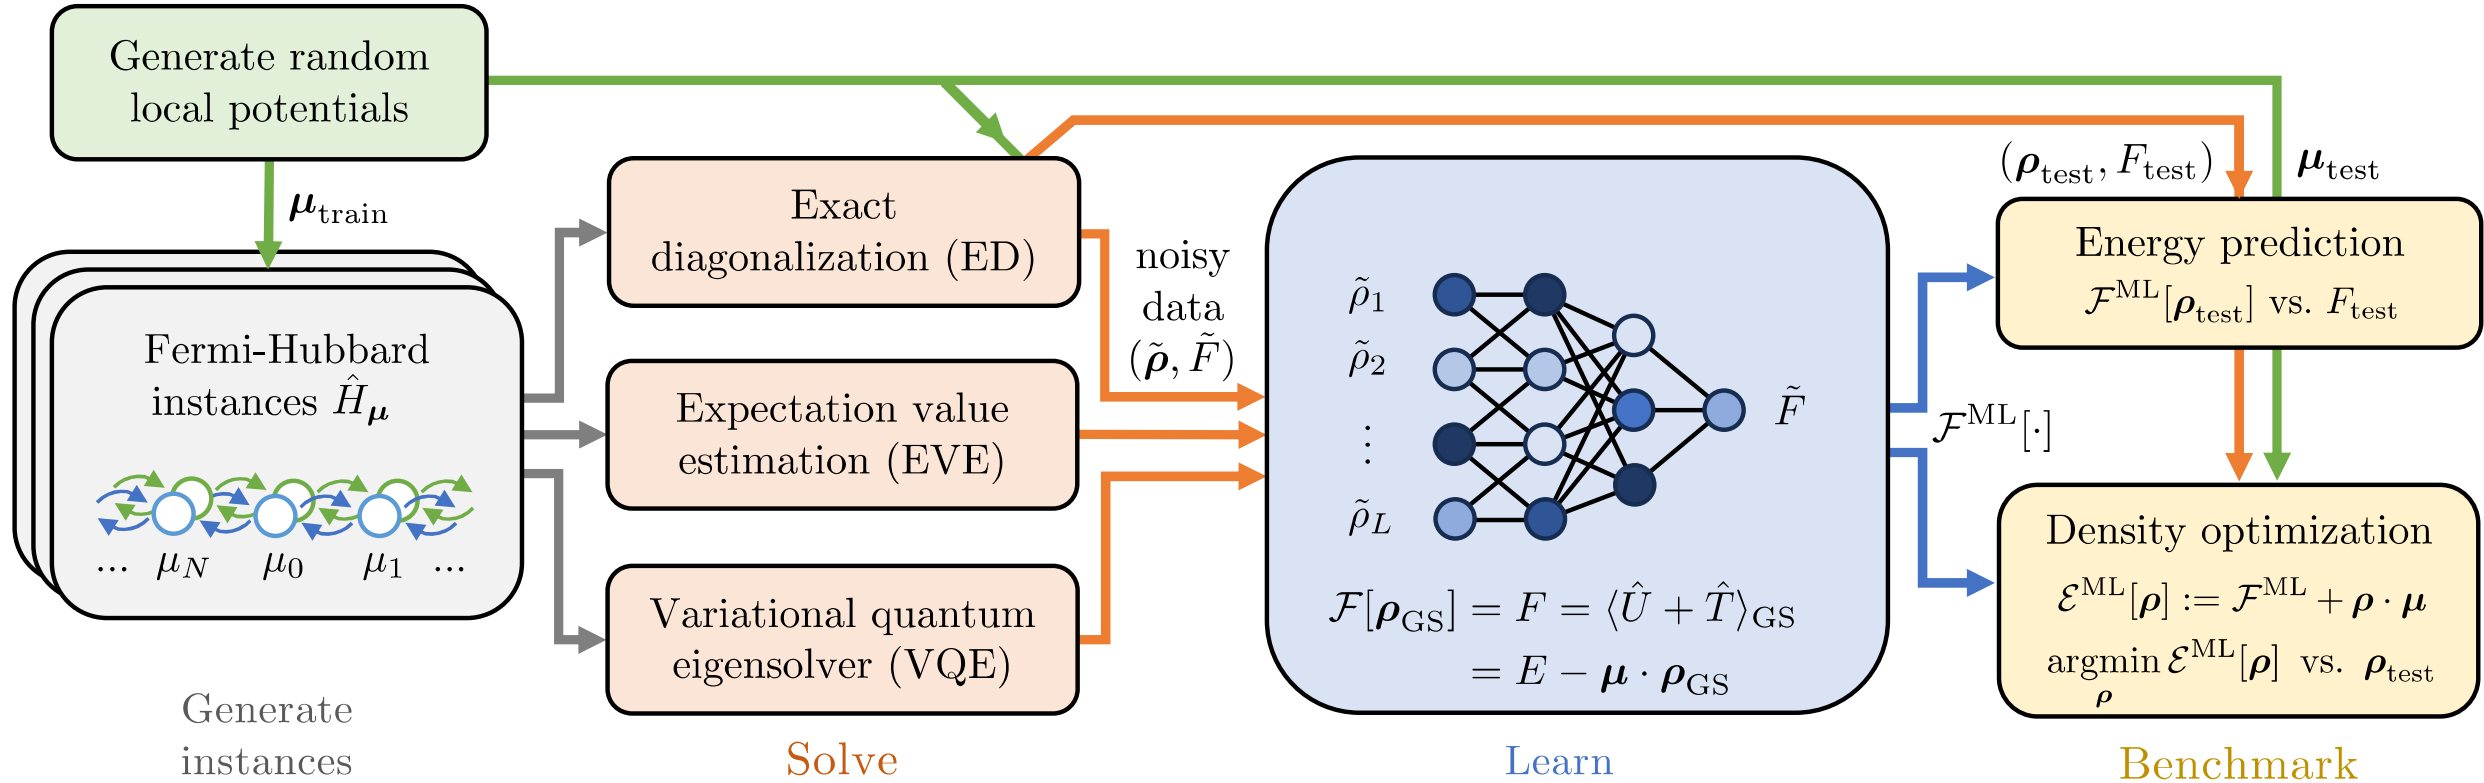 Generate random
local potentials
μ_train
Fermi-Hubbard
instances Ĥ_μ
... μ_N μ_0 μ_1 ...
Generate
instances
Exact
diagonalization (ED)
Expectation value
estimation (EVE)
Variational quantum
eigensolver (VQE)
Solve
noisy
data
(ρ̃, F̃)
ρ̃_1
ρ̃_2
⋮
ρ̃_L
F̃
ℱ[ρ_GS] = F = ⟨Û + T̂⟩_GS
= E − μ · ρ_GS
Learn
ℱ^ML[·]
(ρ_test, F_test)
μ_test
Energy prediction
ℱ^ML[ρ_test] vs. F_test
Density optimization
ℰ^ML[ρ] := ℱ^ML + ρ · μ
argmin ℰ^ML[ρ] vs. ρ_test
ρ
Benchmark